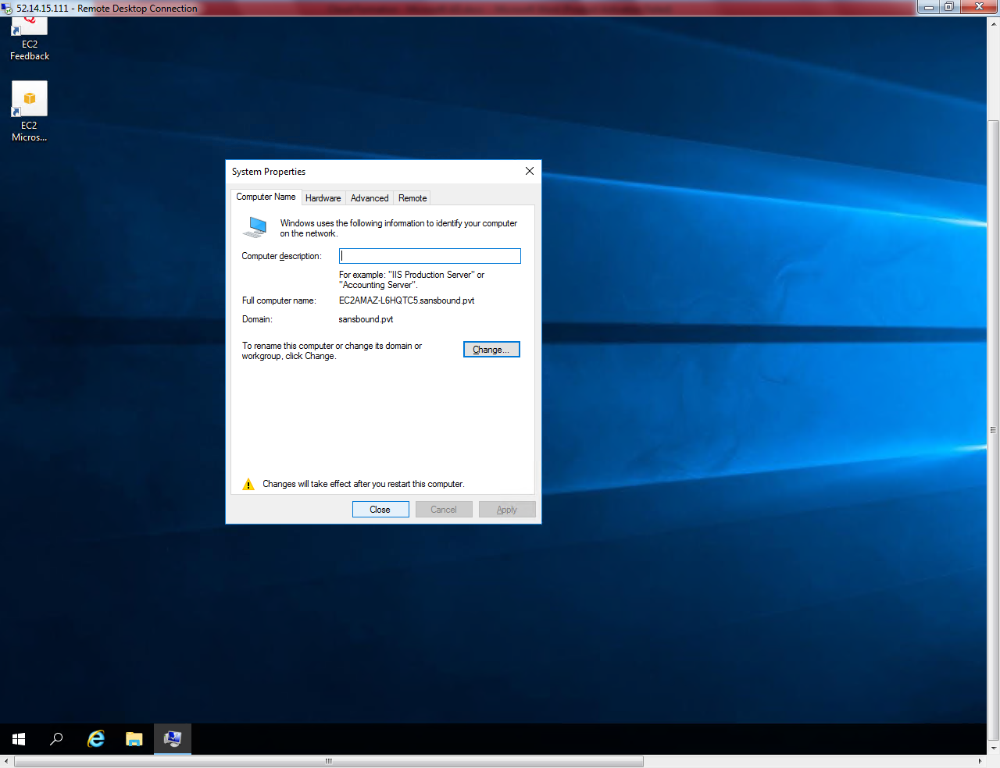 52.14.15.111 - Remote Desktop Connection
EC2
Feedback
EC2
Micros...
System Properties
Computer Name
Hardware
Advanced
Remote
Windows uses the following information to identify your computer
on the network.
Computer description:
For example: "IIS Production Server" or
"Accounting Server".
Full computer name:
EC2AMAZ-L6HQTC5.sansbound.pvt
Domain:
sansbound.pvt
To rename this computer or change its domain or
workgroup, click Change.
Change...
Changes will take effect after you restart this computer.
Close
Cancel
Apply